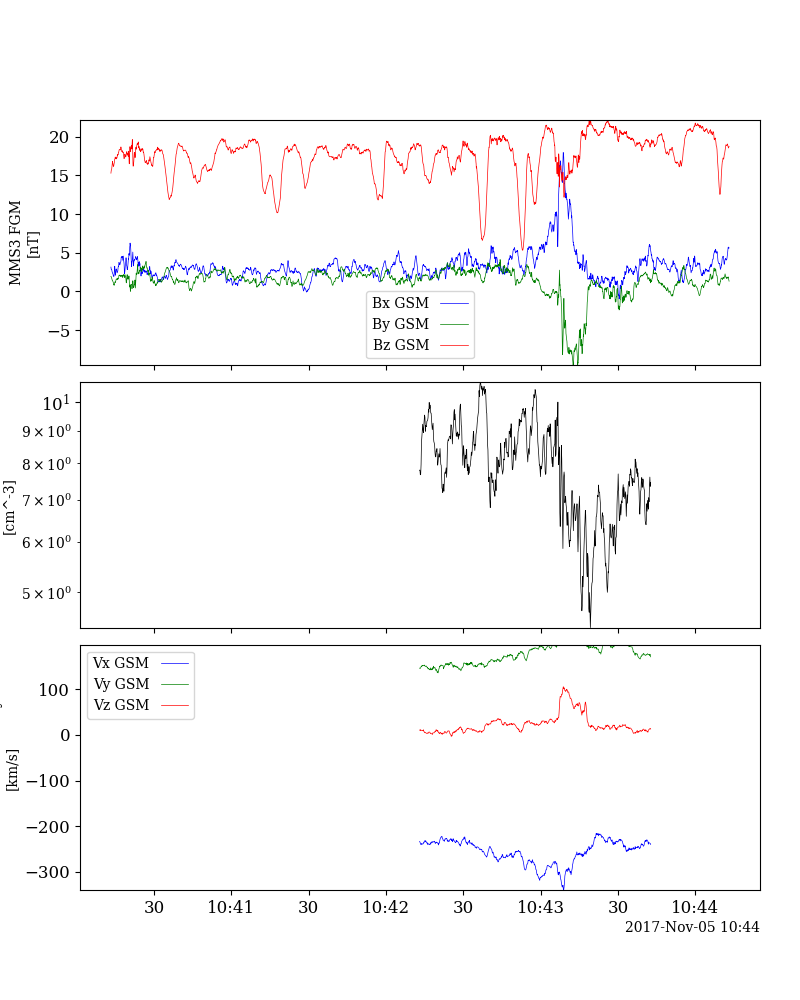 MMS3 FGM
[nT]
20
15
10
5
0
−5
Bx GSM
By GSM
Bz GSM
[cm^-3]
10¹
9 × 10⁰
8 × 10⁰
7 × 10⁰
6 × 10⁰
5 × 10⁰
[km/s]
100
0
−100
−200
−300
Vx GSM
Vy GSM
Vz GSM
30 10:41 30 10:42 30 10:43 30 10:44
2017-Nov-05 10:44